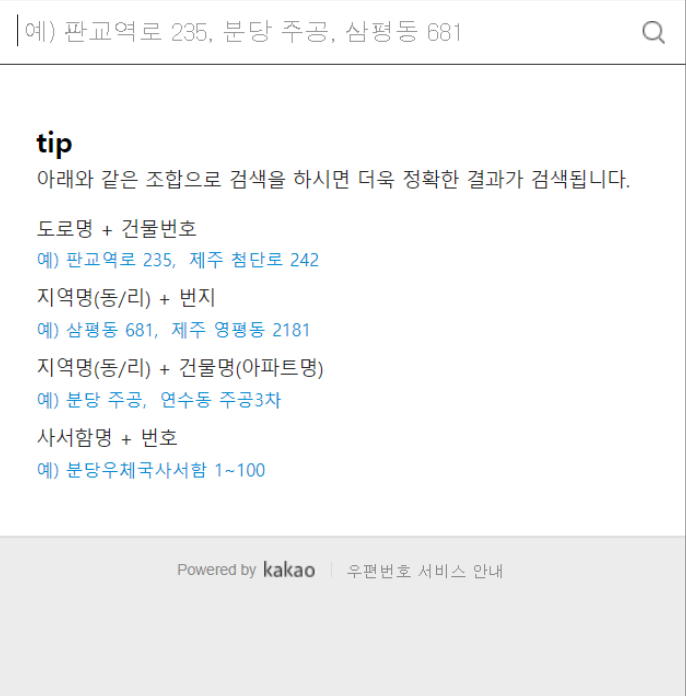 예) 판교역로 235, 분당 주공, 삼평동 681
tip
아래와 같은 조합으로 검색을 하시면 더욱 정확한 결과가 검색됩니다.
도로명 + 건물번호
예) 판교역로 235, 제주 첨단로 242
지역명(동/리) + 번지
예) 삼평동 681, 제주 영평동 2181
지역명(동/리) + 건물명(아파트명)
예) 분당 주공, 연수동 주공3차
사서함명 + 번호
예) 분당우체국사서함 1~100
Powered by kakao 우편번호 서비스 안내